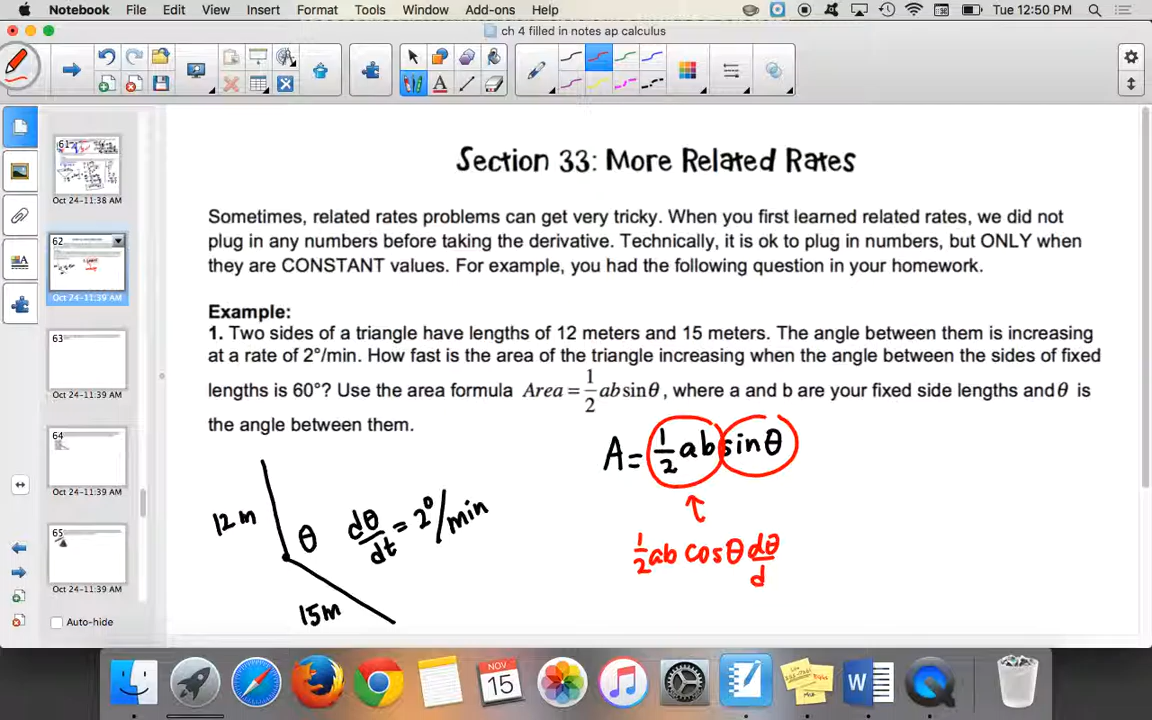 Notebook File Edit View Insert Format Tools Window Add-ons Help Tue 12:50 PM
ch 4 filled in notes ap calculus
61
Oct 24-11:38 AM
62
Oct 24-11:39 AM
63
Oct 24-11:39 AM
64
Oct 24-11:39 AM
65
Oct 24-11:39 AM
Auto-hide
Section 33: More Related Rates
Sometimes, related rates problems can get very tricky. When you first learned related rates, we did not
plug in any numbers before taking the derivative. Technically, it is ok to plug in numbers, but ONLY when
they are CONSTANT values. For example, you had the following question in your homework.
Example:
1. Two sides of a triangle have lengths of 12 meters and 15 meters. The angle between them is increasing
at a rate of 2°/min. How fast is the area of the triangle increasing when the angle between the sides of fixed
lengths is 60°? Use the area formula Area = 1/2 ab sinθ, where a and b are your fixed side lengths and θ is
the angle between them.
A = 1/2 ab sinθ
12m
θ
dθ/dt = 2°/min
15m
1/2 ab cosθ dθ/d
NOV
15
W